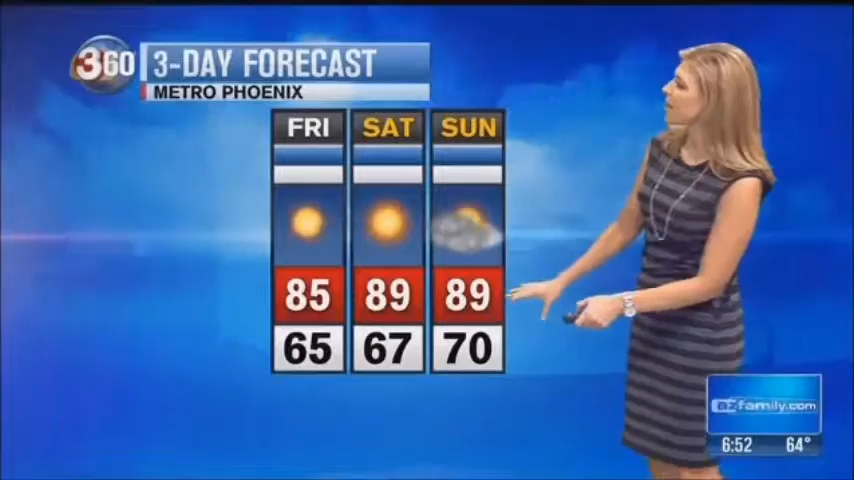 360 3-DAY FORECAST
METRO PHOENIX
FRI SAT SUN
85 89 89
65 67 70
azfamily.com
6:52 64°